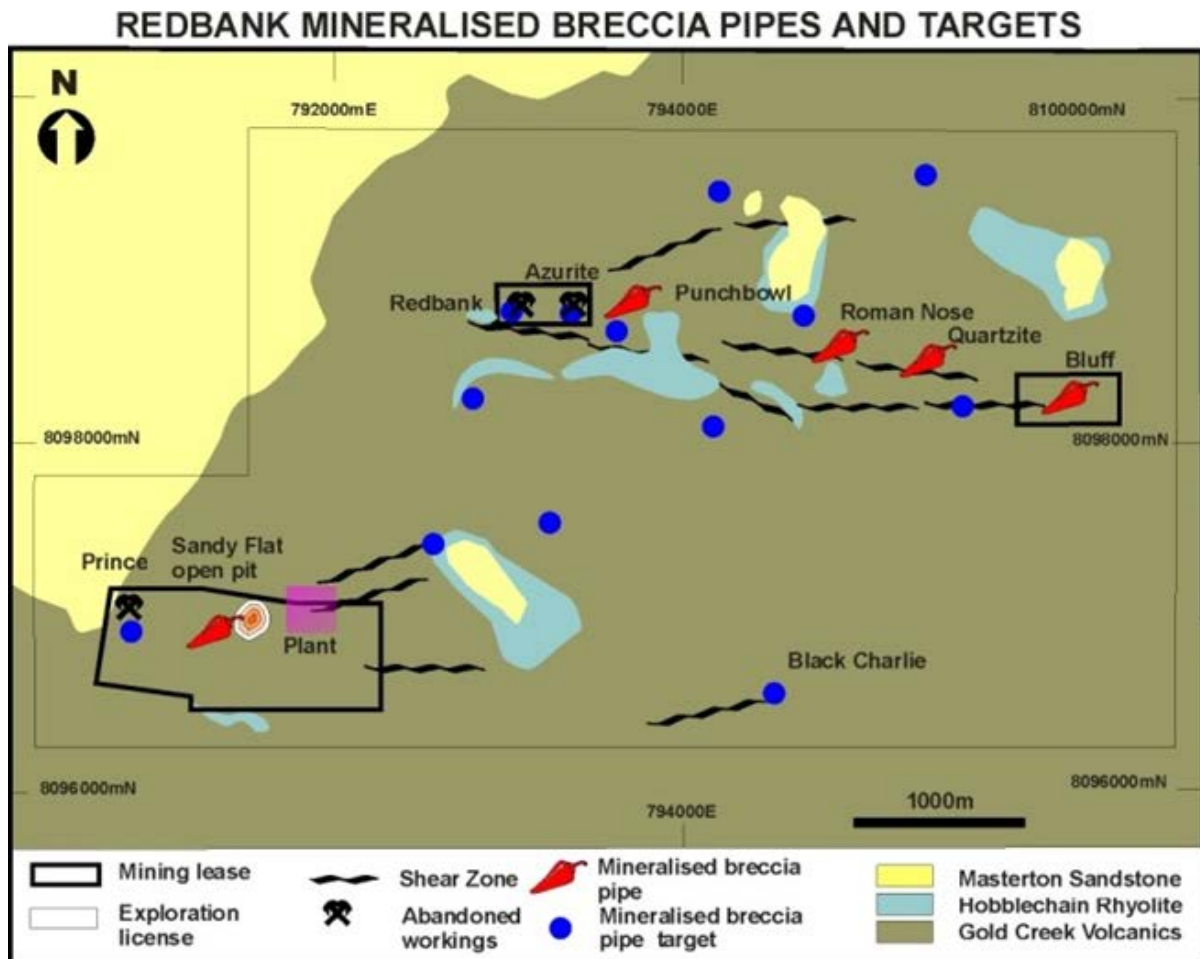 REDBANK MINERALISED BRECCIA PIPES AND TARGETS
N
792000mE
794000E
8100000mN
Azurite
Redbank
Punchbowl
Roman Nose
Quartzite
Bluff
8098000mN
8098000mN
Prince
Sandy Flat
open pit
Plant
Black Charlie
8096000mN
8096000mN
794000E
1000m
Mining lease
Exploration
license
Shear Zone
Abandoned
workings
Mineralised breccia
pipe
Mineralised breccia
pipe target
Masterton Sandstone
Hobblechain Rhyolite
Gold Creek Volcanics